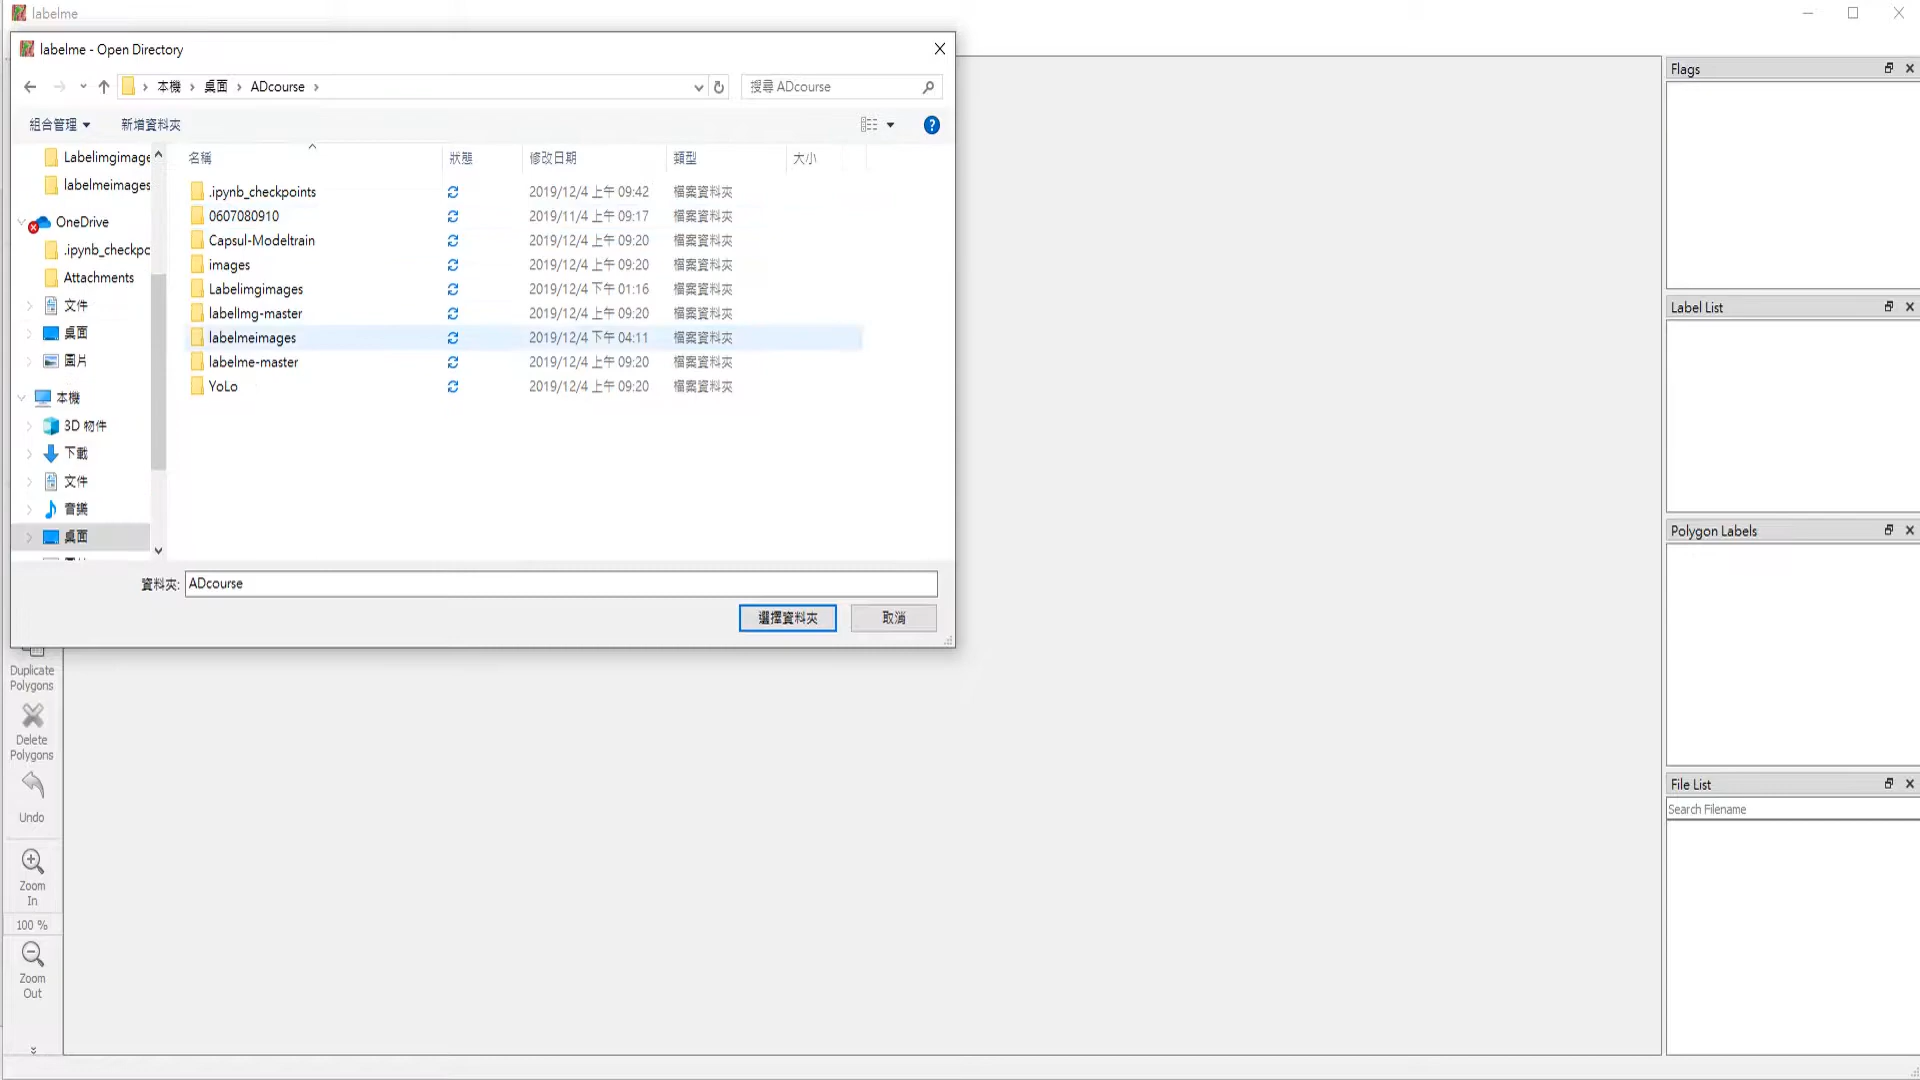 labelme
labelme - Open Directory
本機 桌面 ADcourse
搜尋 ADcourse
組合管理 新增資料夾
Labelimgimage
labelmeimages
OneDrive
.ipynb_checkpo
Attachments
文件
桌面
圖片
本機
3D 物件
下載
文件
音樂
桌面
名稱 狀態 修改日期 類型 大小
.ipynb_checkpoints 2019/12/4 上午 09:42 檔案資料夾
0607080910 2019/11/4 上午 09:17 檔案資料夾
Capsul-Modeltrain 2019/12/4 上午 09:20 檔案資料夾
images 2019/12/4 上午 09:20 檔案資料夾
Labelimgimages 2019/12/4 下午 01:16 檔案資料夾
labelImg-master 2019/12/4 上午 09:20 檔案資料夾
labelmeimages 2019/12/4 下午 04:11 檔案資料夾
labelme-master 2019/12/4 上午 09:20 檔案資料夾
YoLo 2019/12/4 上午 09:20 檔案資料夾
資料夾: ADcourse
選擇資料夾 取消
Duplicate
Polygons
Delete
Polygons
Undo
Zoom
In
100 %
Zoom
Out
Flags
Label List
Polygon Labels
File List
Search Filename